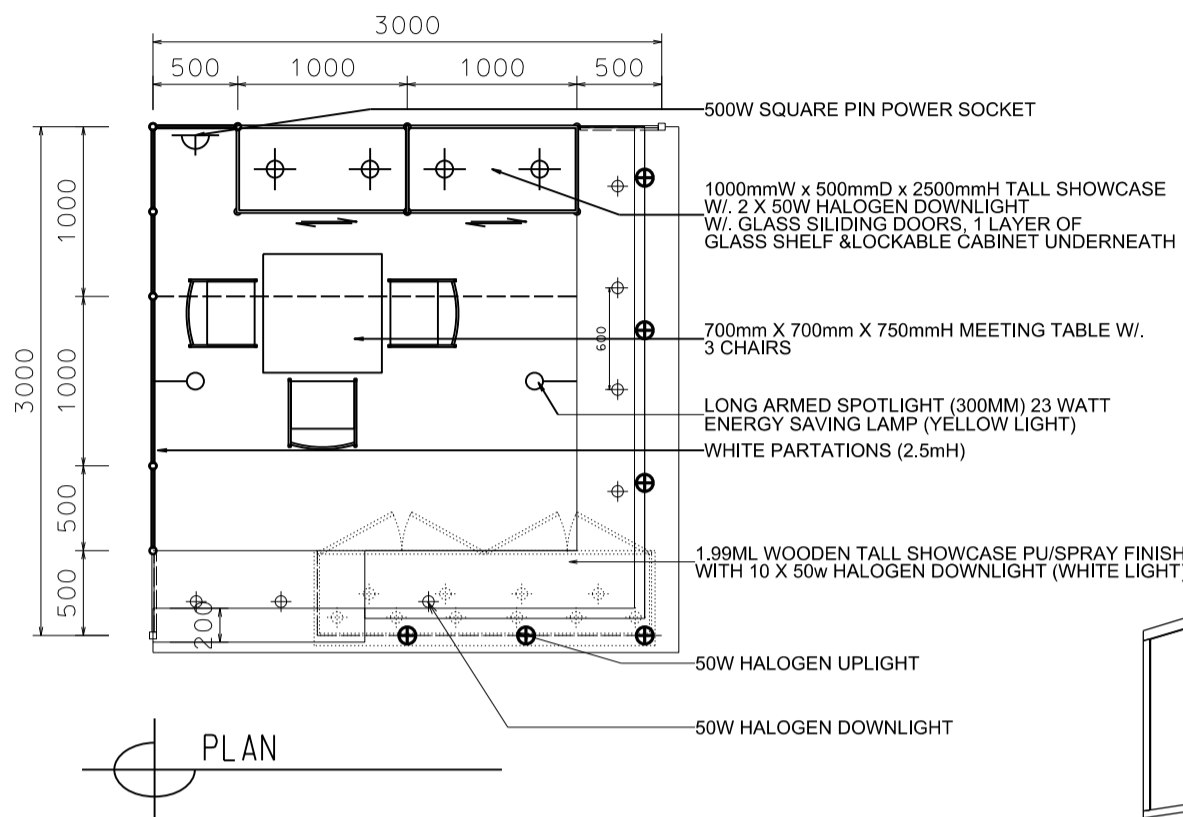 3000
500 1000 1000 500
500W SQUARE PIN POWER SOCKET
1000mmW x 500mmD x 2500mmH TALL SHOWCASE
W/. 2 X 50W HALOGEN DOWNLIGHT
W/. GLASS SILIDING DOORS, 1 LAYER OF
GLASS SHELF &LOCKABLE CABINET UNDERNEATH
3000
1000
1000
500
500
600
700mm X 700mm X 750mmH MEETING TABLE W/.
3 CHAIRS
LONG ARMED SPOTLIGHT (300MM) 23 WATT
ENERGY SAVING LAMP (YELLOW LIGHT)
WHITE PARTATIONS (2.5mH)
1.99ML WOODEN TALL SHOWCASE PU/SPRAY FINISH
WITH 10 X 50w HALOGEN DOWNLIGHT (WHITE LIGHT)
200
50W HALOGEN UPLIGHT
50W HALOGEN DOWNLIGHT
PLAN